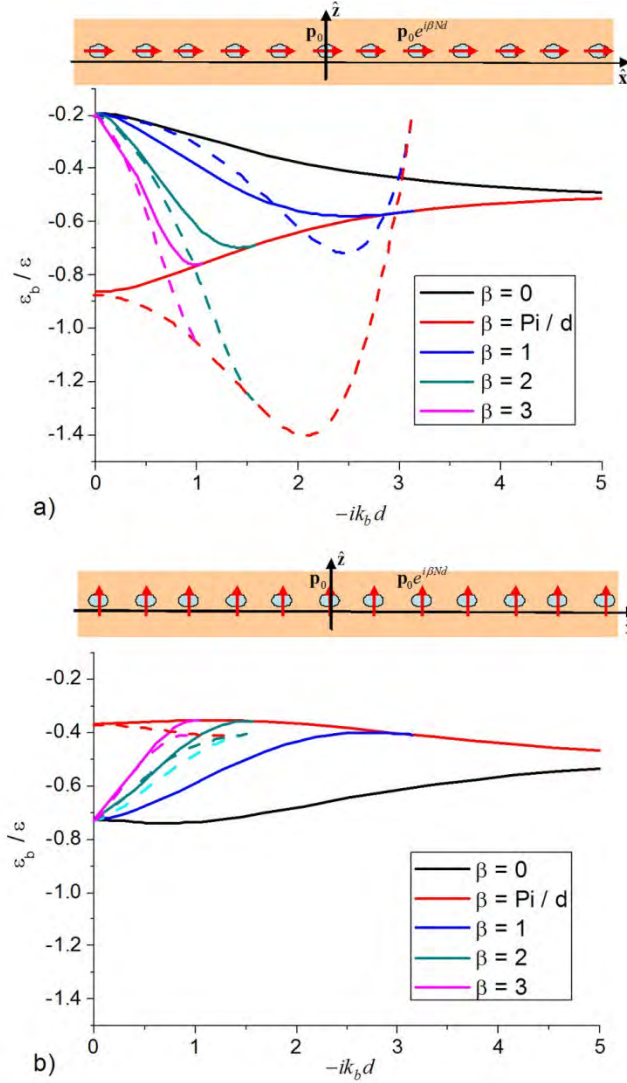 ẑ
p₀ p₀e^{iβNd}
x̂
-0.2
-0.4
-0.6
-0.8
-1.0
-1.2
-1.4
ε_b / ε
β = 0
β = Pi / d
β = 1
β = 2
β = 3
0 1 2 3 4 5
a) -ik_b d
ẑ
p₀ p₀e^{iβNd}
-0.2
-0.4
-0.6
-0.8
-1.0
-1.2
-1.4
ε_b / ε
β = 0
β = Pi / d
β = 1
β = 2
β = 3
0 1 2 3 4 5
b) -ik_b d